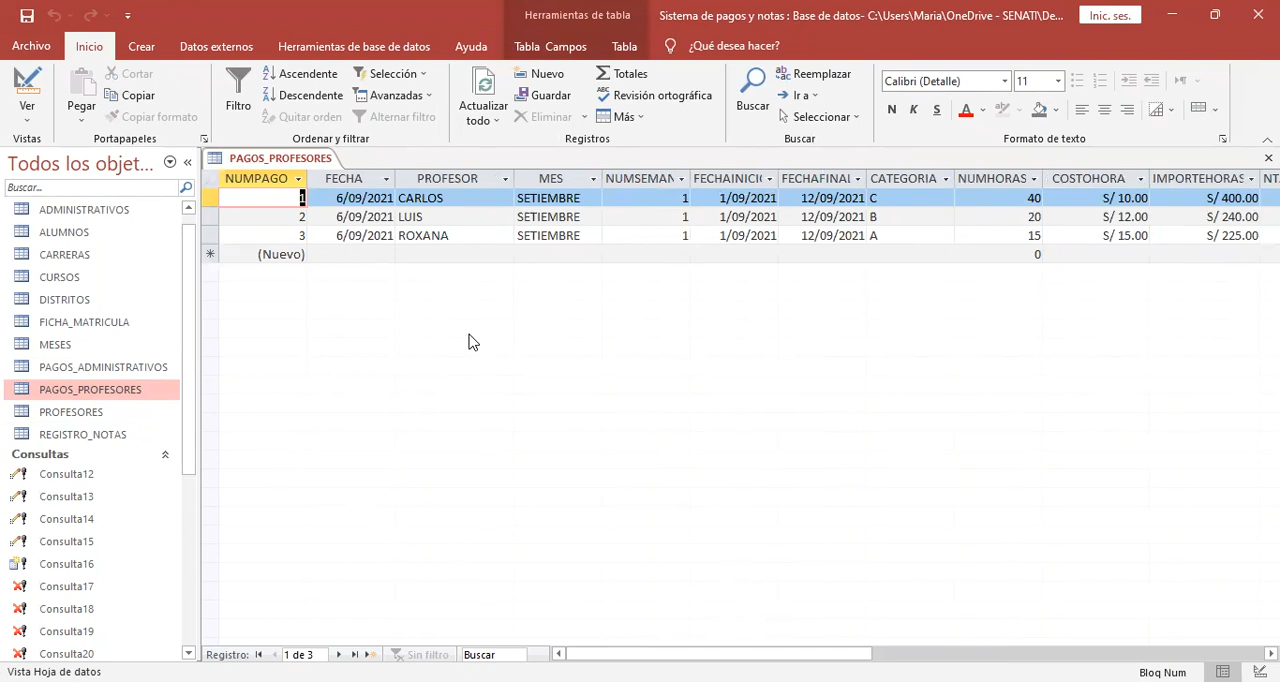 Herramientas de tabla
Sistema de pagos y notas : Base de datos- C:\Users\Maria\OneDrive - SENATI\De...
Inic. ses.
Archivo Inicio Crear Datos externos Herramientas de base de datos Ayuda Tabla Campos Tabla ¿Qué desea hacer?
Ver
Vistas
Pegar
Cortar
Copiar
Copiar formato
Portapapeles
Filtro
Ascendente
Descendente
Quitar orden
Selección
Avanzadas
Alternar filtro
Ordenar y filtrar
Actualizar
todo
Nuevo
Guardar
Eliminar
Totales
Revisión ortográfica
Más
Registros
Buscar
Reemplazar
Ir a
Seleccionar
Buscar
Calibri (Detalle) 11
N K S A
Formato de texto
Todos los objet...
Buscar...
ADMINISTRATIVOS
ALUMNOS
CARRERAS
CURSOS
DISTRITOS
FICHA_MATRICULA
MESES
PAGOS_ADMINISTRATIVOS
PAGOS_PROFESORES
PROFESORES
REGISTRO_NOTAS
Consultas
Consulta12
Consulta13
Consulta14
Consulta15
Consulta16
Consulta17
Consulta18
Consulta19
Consulta20
PAGOS_PROFESORES
NUMPAGO FECHA PROFESOR MES NUMSEMAN FECHAINICIO FECHAFINAL CATEGORIA NUMHORAS COSTOHORA IMPORTEHORAS NTA
1 6/09/2021 CARLOS SETIEMBRE 1 1/09/2021 12/09/2021 C 40 S/ 10.00 S/ 400.00
2 6/09/2021 LUIS SETIEMBRE 1 1/09/2021 12/09/2021 B 20 S/ 12.00 S/ 240.00
3 6/09/2021 ROXANA SETIEMBRE 1 1/09/2021 12/09/2021 A 15 S/ 15.00 S/ 225.00
(Nuevo) 0
Registro: 1 de 3 Sin filtro Buscar
Vista Hoja de datos
Bloq Num